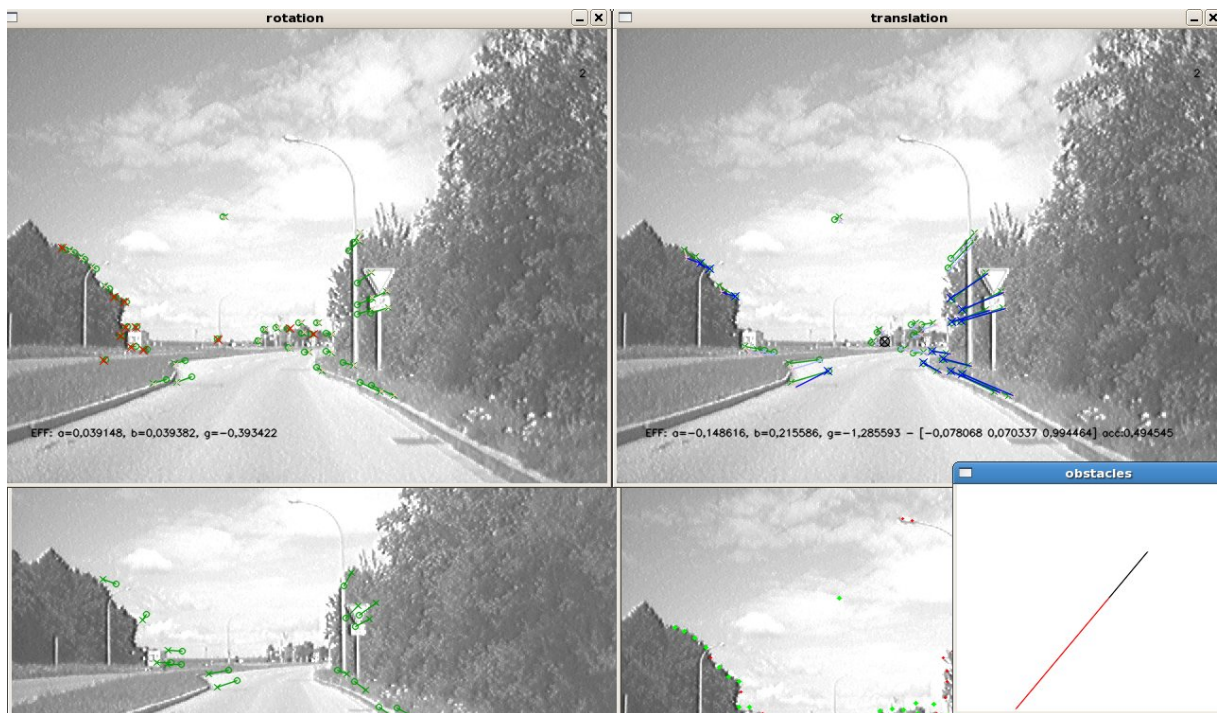 rotation
translation
2
2
EFF: a=0,039148, b=0,039382, g=-0,393422
EFF: a=-0,148616, b=0,215586, g=-1,285593 - [-0,078068 0,070337 0,994464] acc:0,494545
obstacles